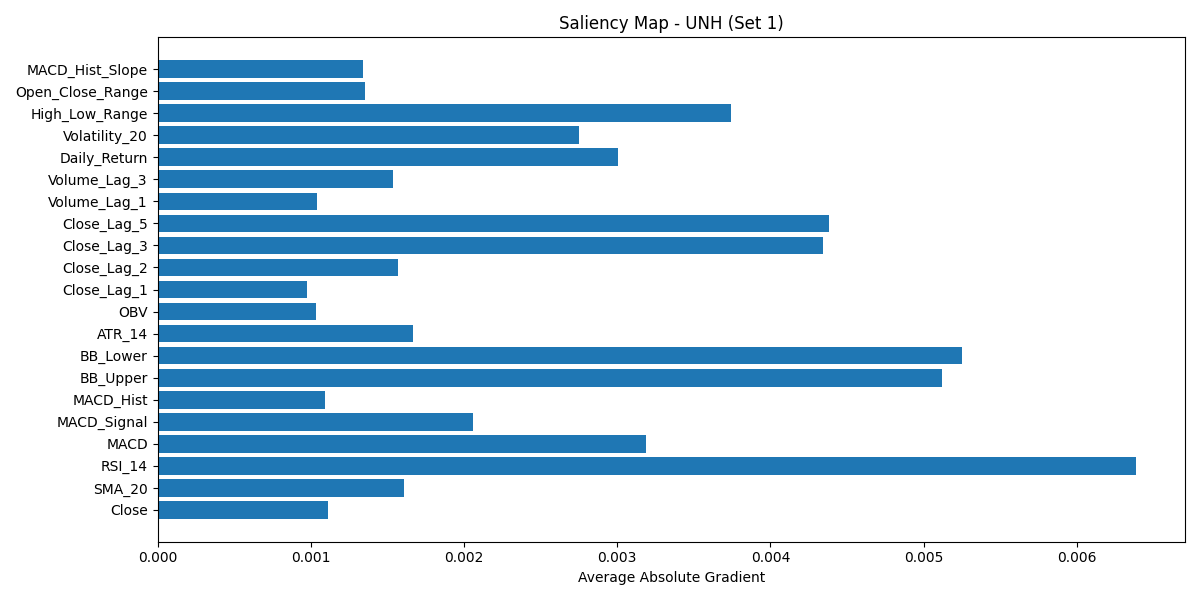 Saliency Map - UNH (Set 1)
MACD_Hist_Slope
Open_Close_Range
High_Low_Range
Volatility_20
Daily_Return
Volume_Lag_3
Volume_Lag_1
Close_Lag_5
Close_Lag_3
Close_Lag_2
Close_Lag_1
OBV
ATR_14
BB_Lower
BB_Upper
MACD_Hist
MACD_Signal
MACD
RSI_14
SMA_20
Close
0.000 0.001 0.002 0.003 0.004 0.005 0.006
Average Absolute Gradient